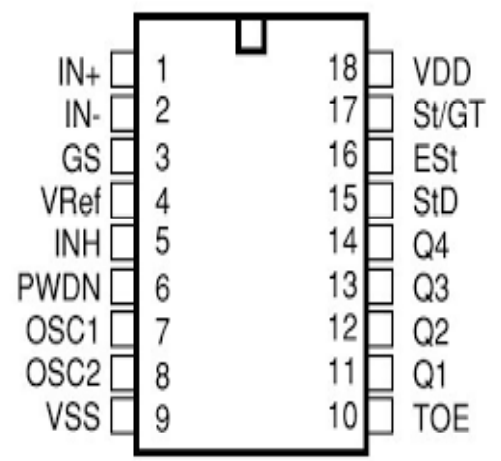 IN+ 1 18 VDD
IN- 2 17 St/GT
GS 3 16 ESt
VRef 4 15 StD
INH 5 14 Q4
PWDN 6 13 Q3
OSC1 7 12 Q2
OSC2 8 11 Q1
VSS 9 10 TOE